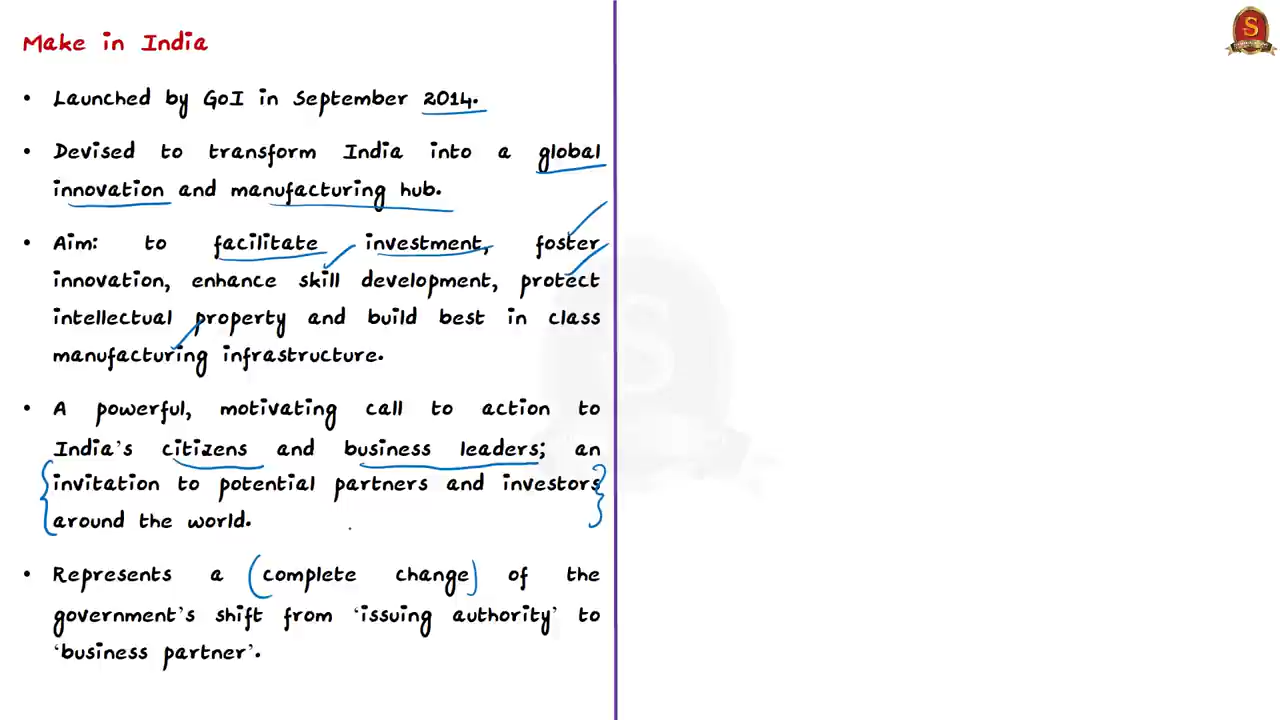 Make in India
• Launched by GoI in September 2014.
• Devised to transform India into a global
innovation and manufacturing hub.
• Aim: to facilitate investment, foster
innovation, enhance skill development, protect
intellectual property and build best in class
manufacturing infrastructure.
• A powerful, motivating call to action to
India's citizens and business leaders; an
invitation to potential partners and investors
around the world.
• Represents a complete change of the
government's shift from ‘issuing authority’ to
‘business partner’.
S